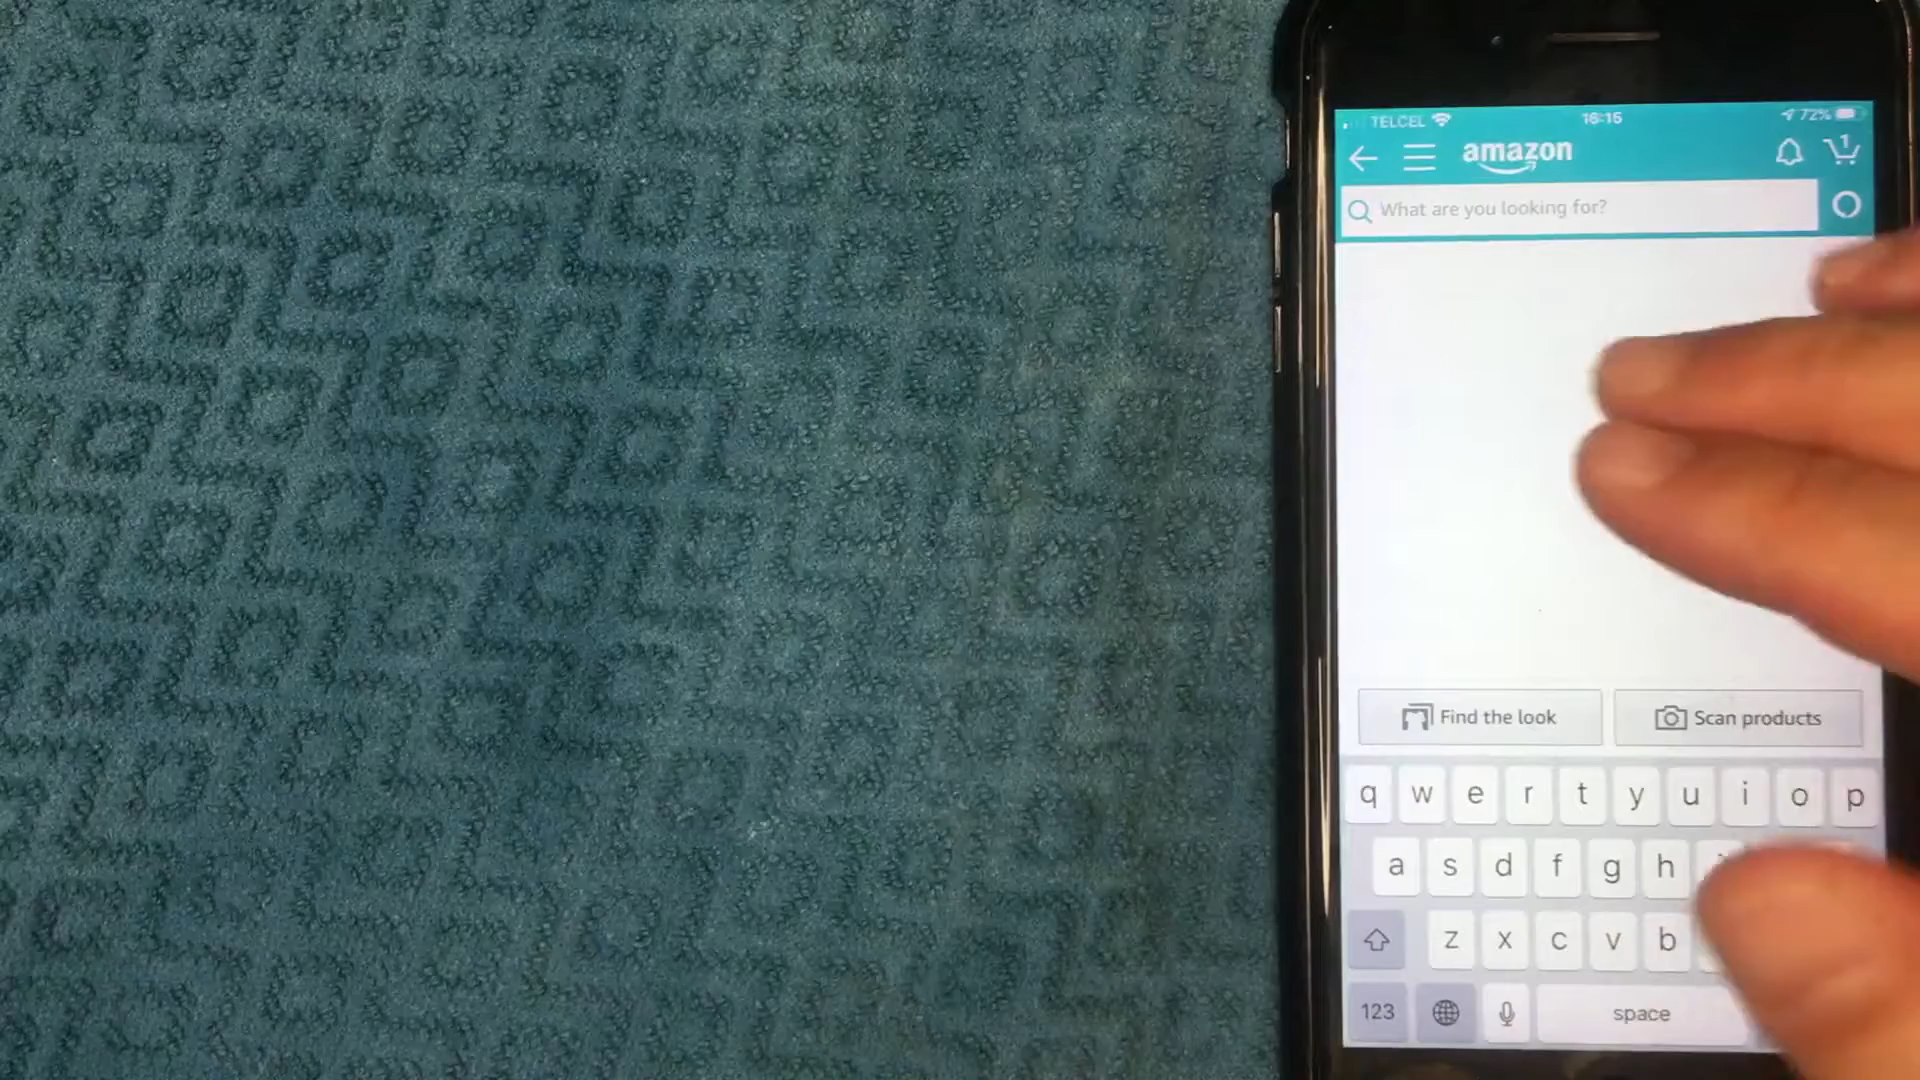 TELCEL 16:15 72%
amazon 1
What are you looking for?
Find the look Scan products
q w e r t y u i o p
a s d f g h
z x c v b
123 space